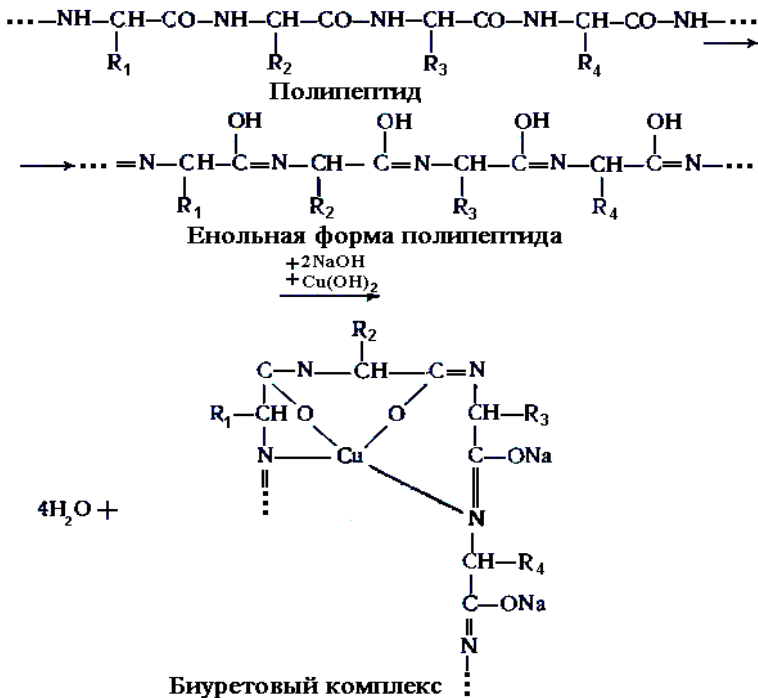 ··· —NH—CH—CO—NH—CH—CO—NH—CH—CO—NH—CH—CO—NH— ···
R₁ R₂ R₃ R₄
Полипептид
OH OH OH OH
··· =N—CH—C=N—CH—C=N—CH—C=N—CH—C=N— ···
R₁ R₂ R₃ R₄
Енольная форма полипептида
+2NaOH
+Cu(OH)₂
R₂
C—N—CH—C=N
R₁—CH O O CH—R₃
N—Cu C—ONa
4H₂O +
N
CH—R₄
C—ONa
N
Биуретовый комплекс